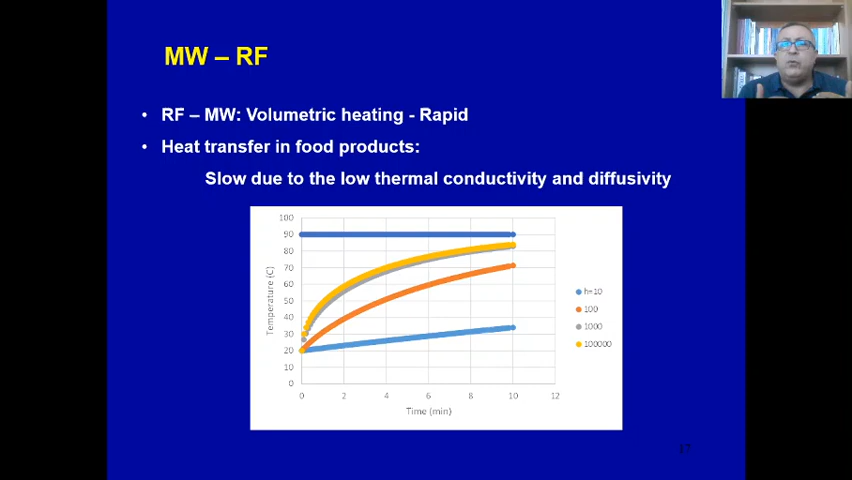 MW – RF
• RF – MW: Volumetric heating - Rapid
• Heat transfer in food products:
Slow due to the low thermal conductivity and diffusivity
100
90
80
70
60
50
40
30
20
10
0
Temperature (C)
0 2 4 6 8 10 12
Time (min)
h=10
100
1000
100000
17